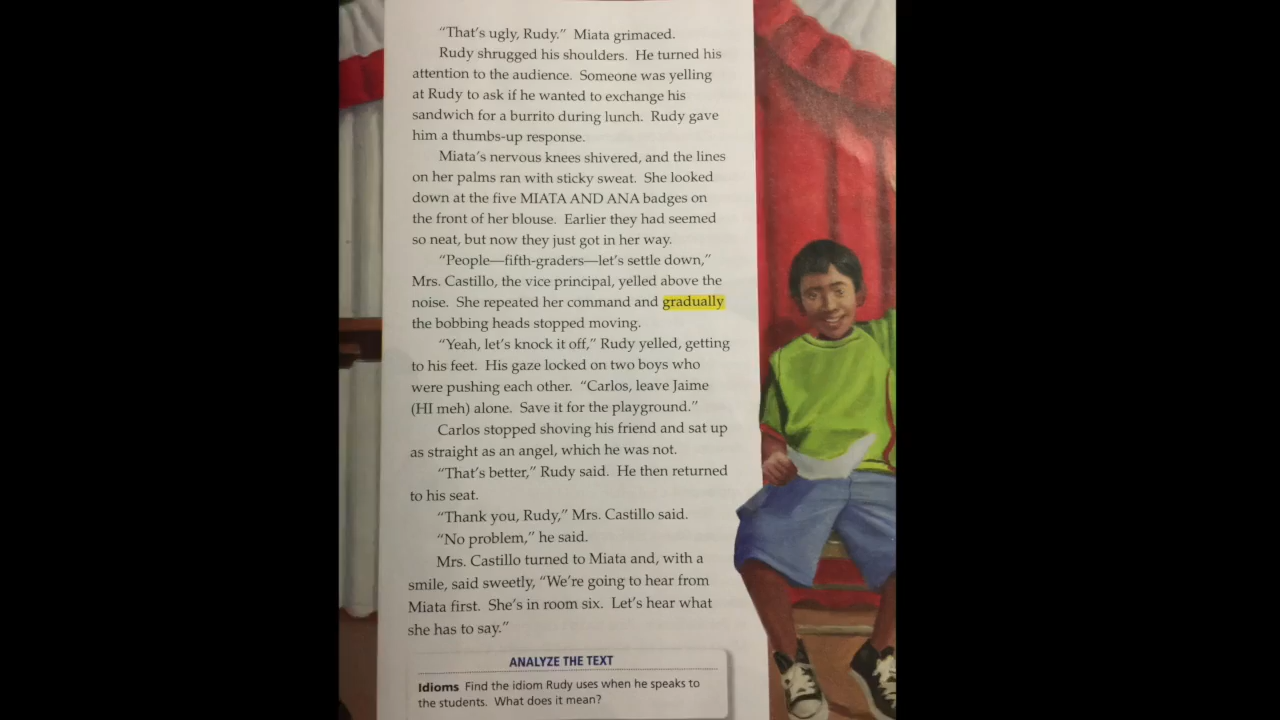 “That’s ugly, Rudy.” Miata grimaced.
Rudy shrugged his shoulders. He turned his
attention to the audience. Someone was yelling
at Rudy to ask if he wanted to exchange his
sandwich for a burrito during lunch. Rudy gave
him a thumbs-up response.
Miata’s nervous knees shivered, and the lines
on her palms ran with sticky sweat. She looked
down at the five MIATA AND ANA badges on
the front of her blouse. Earlier they had seemed
so neat, but now they just got in her way.
“People—fifth-graders—let’s settle down,”
Mrs. Castillo, the vice principal, yelled above the
noise. She repeated her command and gradually
the bobbing heads stopped moving.
“Yeah, let’s knock it off,” Rudy yelled, getting
to his feet. His gaze locked on two boys who
were pushing each other. “Carlos, leave Jaime
(HI meh) alone. Save it for the playground.”
Carlos stopped shoving his friend and sat up
as straight as an angel, which he was not.
“That’s better,” Rudy said. He then returned
to his seat.
“Thank you, Rudy,” Mrs. Castillo said.
“No problem,” he said.
Mrs. Castillo turned to Miata and, with a
smile, said sweetly, “We’re going to hear from
Miata first. She’s in room six. Let’s hear what
she has to say.”
ANALYZE THE TEXT
Idioms Find the idiom Rudy uses when he speaks to
the students. What does it mean?